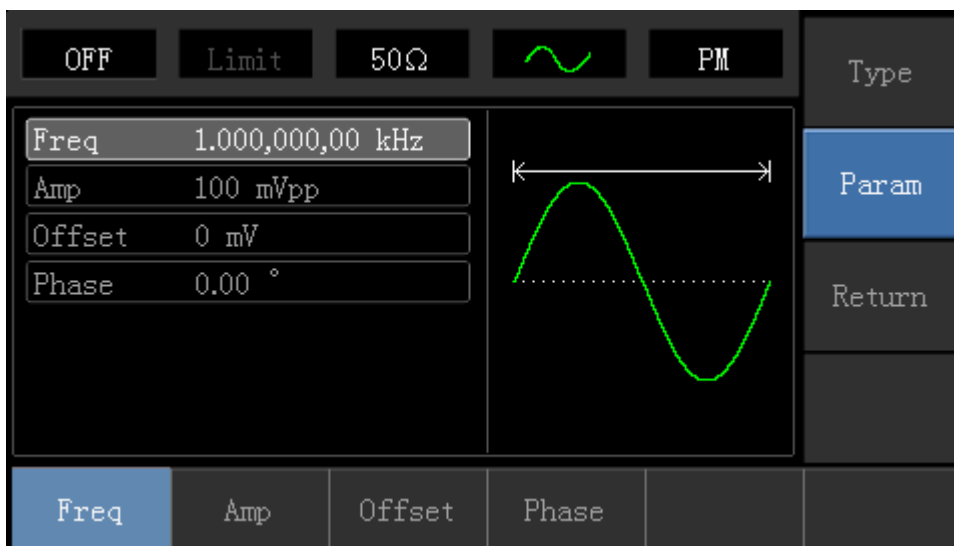 OFF Limit 50Ω PM
Type
Freq 1.000,000,00 kHz
Amp 100 mVpp
Param
Offset 0 mV
Phase 0.00 °
Return
Freq Amp Offset Phase